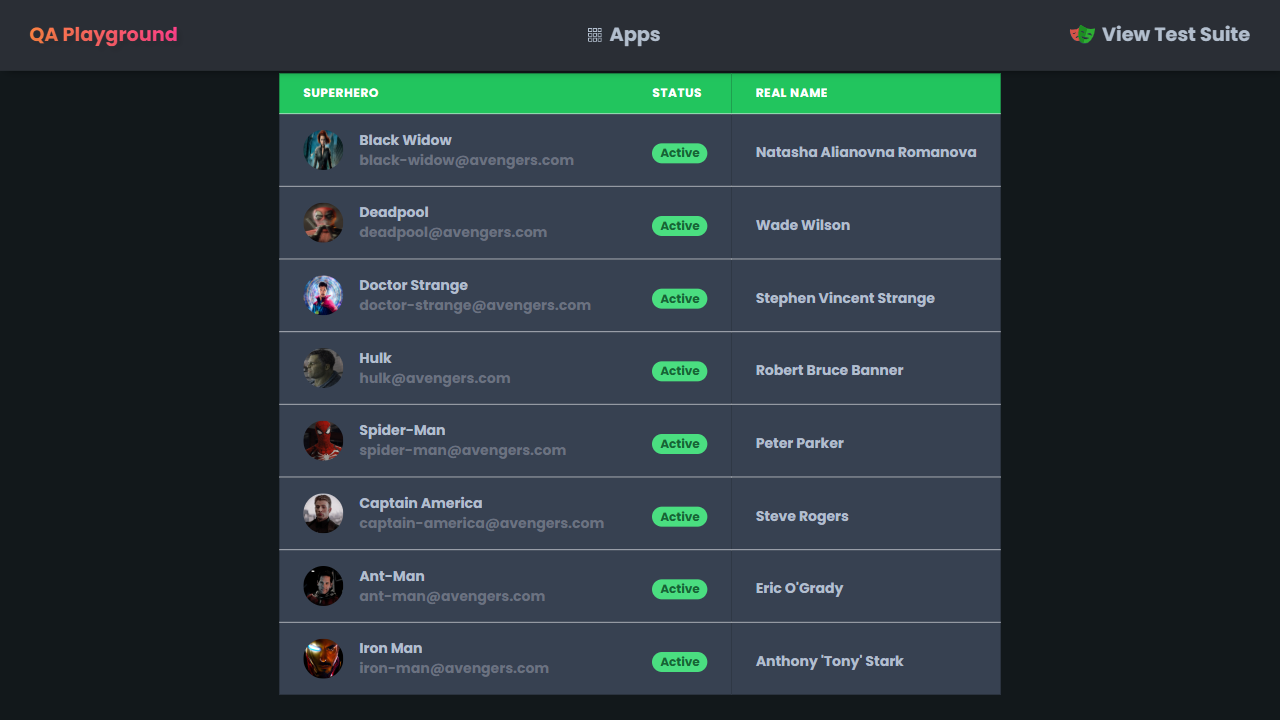 QA Playground
Apps
View Test Suite
SUPERHERO STATUS REAL NAME
Black Widow
black-widow@avengers.com
Active
Natasha Alianovna Romanova
Deadpool
deadpool@avengers.com
Active
Wade Wilson
Doctor Strange
doctor-strange@avengers.com
Active
Stephen Vincent Strange
Hulk
hulk@avengers.com
Active
Robert Bruce Banner
Spider-Man
spider-man@avengers.com
Active
Peter Parker
Captain America
captain-america@avengers.com
Active
Steve Rogers
Ant-Man
ant-man@avengers.com
Active
Eric O'Grady
Iron Man
iron-man@avengers.com
Active
Anthony 'Tony' Stark